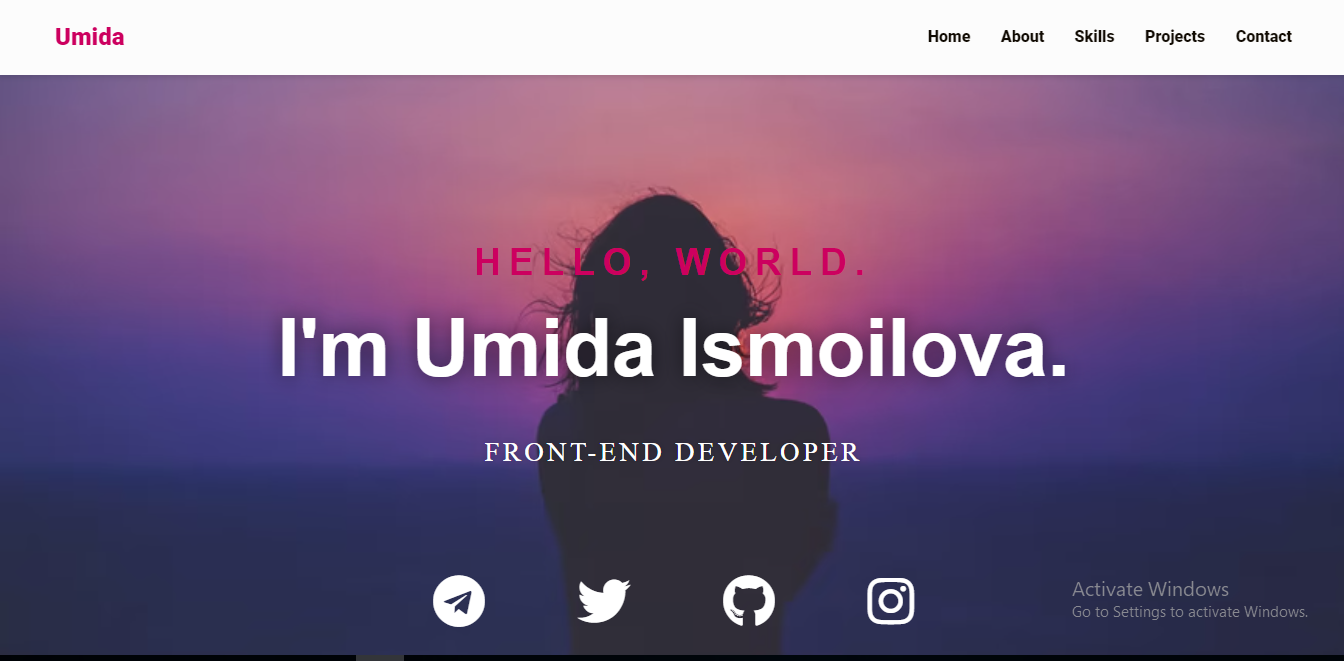 Umida
Home About Skills Projects Contact
HELLO, WORLD.
I'm Umida Ismoilova.
FRONT-END DEVELOPER
Activate Windows
Go to Settings to activate Windows.